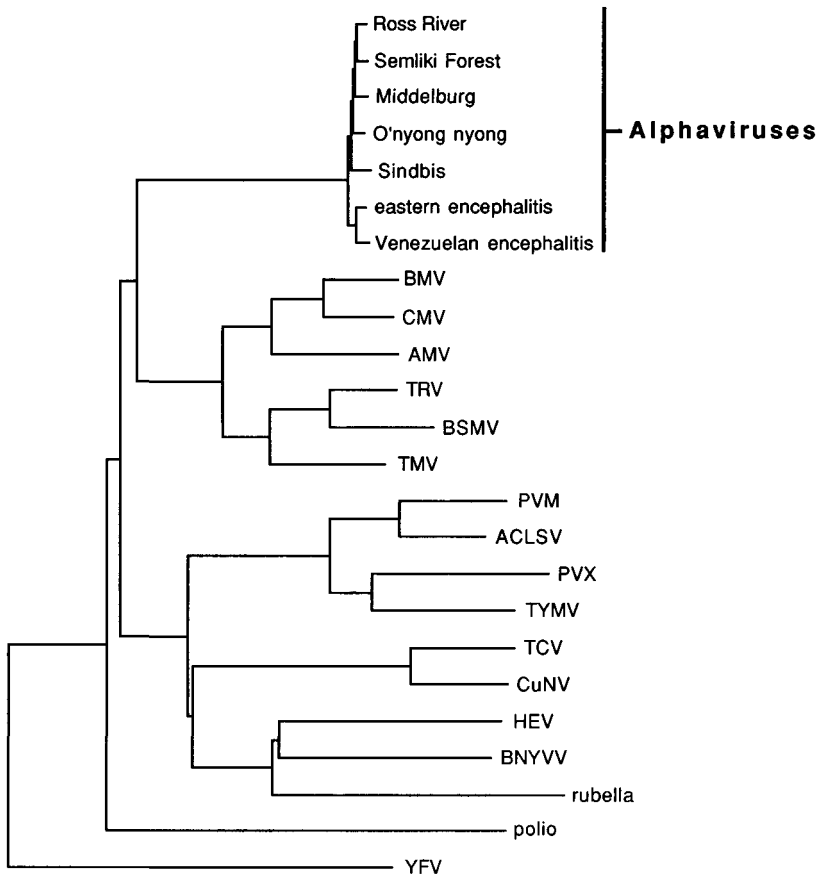 Ross River
Semliki Forest
Middelburg
O'nyong nyong
Alphaviruses
Sindbis
eastern encephalitis
Venezuelan encephalitis
BMV
CMV
AMV
TRV
BSMV
TMV
PVM
ACLSV
PVX
TYMV
TCV
CuNV
HEV
BNYVV
rubella
polio
YFV